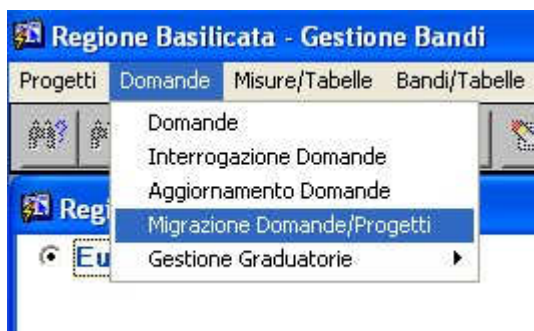 Regione Basilicata - Gestione Bandi
Progetti Domande Misure/Tabelle Bandi/Tabelle
Domande
Interrogazione Domande
Aggiornamento Domande
Migrazione Domande/Progetti
Gestione Graduatorie